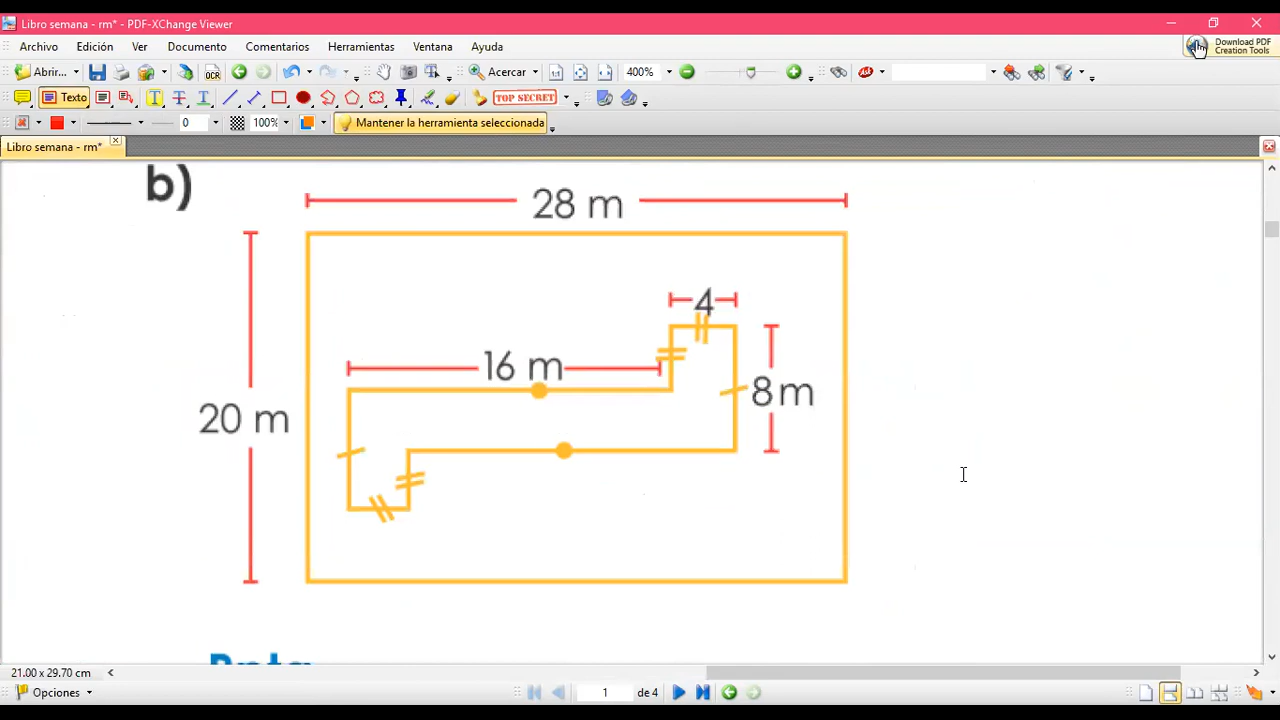 Libro semana - rm* - PDF-XChange Viewer
Archivo Edición Ver Documento Comentarios Herramientas Ventana Ayuda
Download PDF
Creation Tools
Abrir... OCR Acercar 400%
Texto TOP SECRET
0 100% Mantener la herramienta seleccionada
Libro semana - rm*
b)
28 m
4
16 m
8 m
20 m
21.00 x 29.70 cm
Opciones 1 de 4